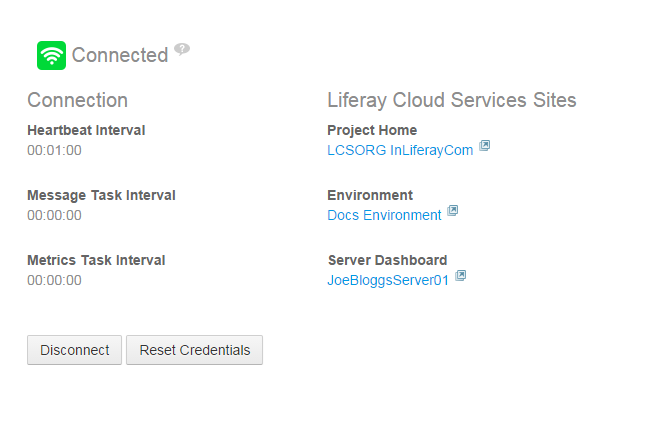 Connected ?
Connection
Heartbeat Interval
00:01:00
Message Task Interval
00:00:00
Metrics Task Interval
00:00:00
Liferay Cloud Services Sites
Project Home
LCSORG InLiferayCom
Environment
Docs Environment
Server Dashboard
JoeBloggsServer01
Disconnect
Reset Credentials